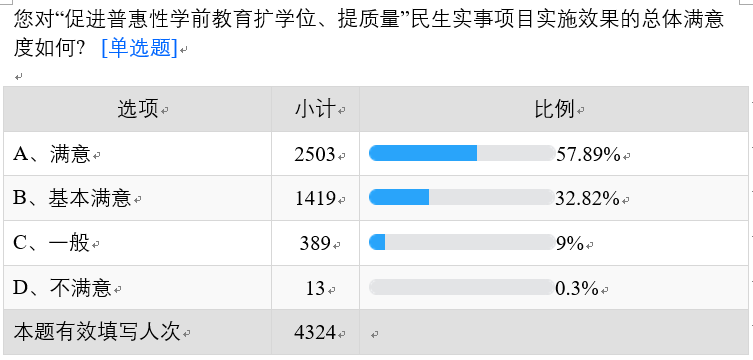 您对“促进普惠性学前教育扩学位、提质量”民生实事项目实施效果的总体满意
度如何? [单选题]
选项 小计 比例
A、满意 2503 57.89%
B、基本满意 1419 32.82%
C、一般 389 9%
D、不满意 13 0.3%
本题有效填写人次 4324